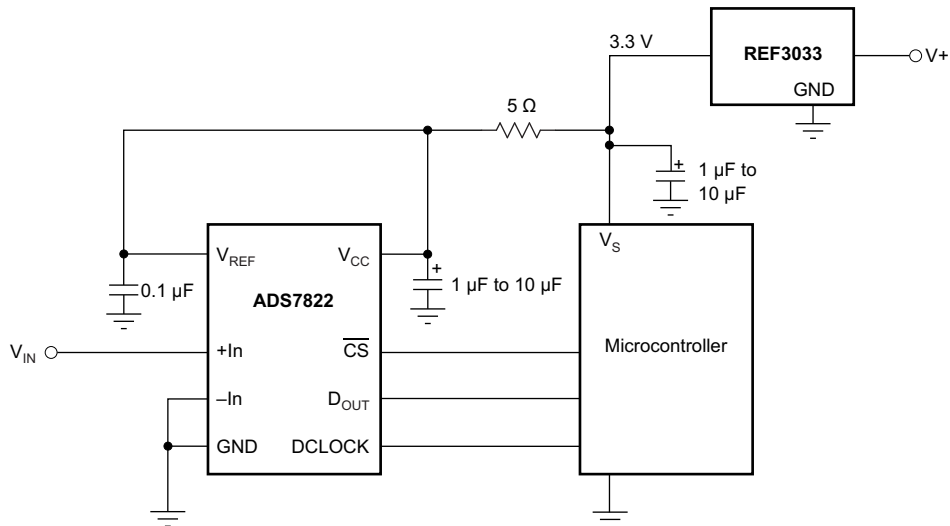 3.3 V
REF3033
V+
GND
5 Ω
+
1 µF to
10 µF
V_REF
V_CC
V_S
+
0.1 µF
1 µF to 10 µF
ADS7822
V_IN
+In
C̅S̅
Microcontroller
–In
D_OUT
GND
DCLOCK